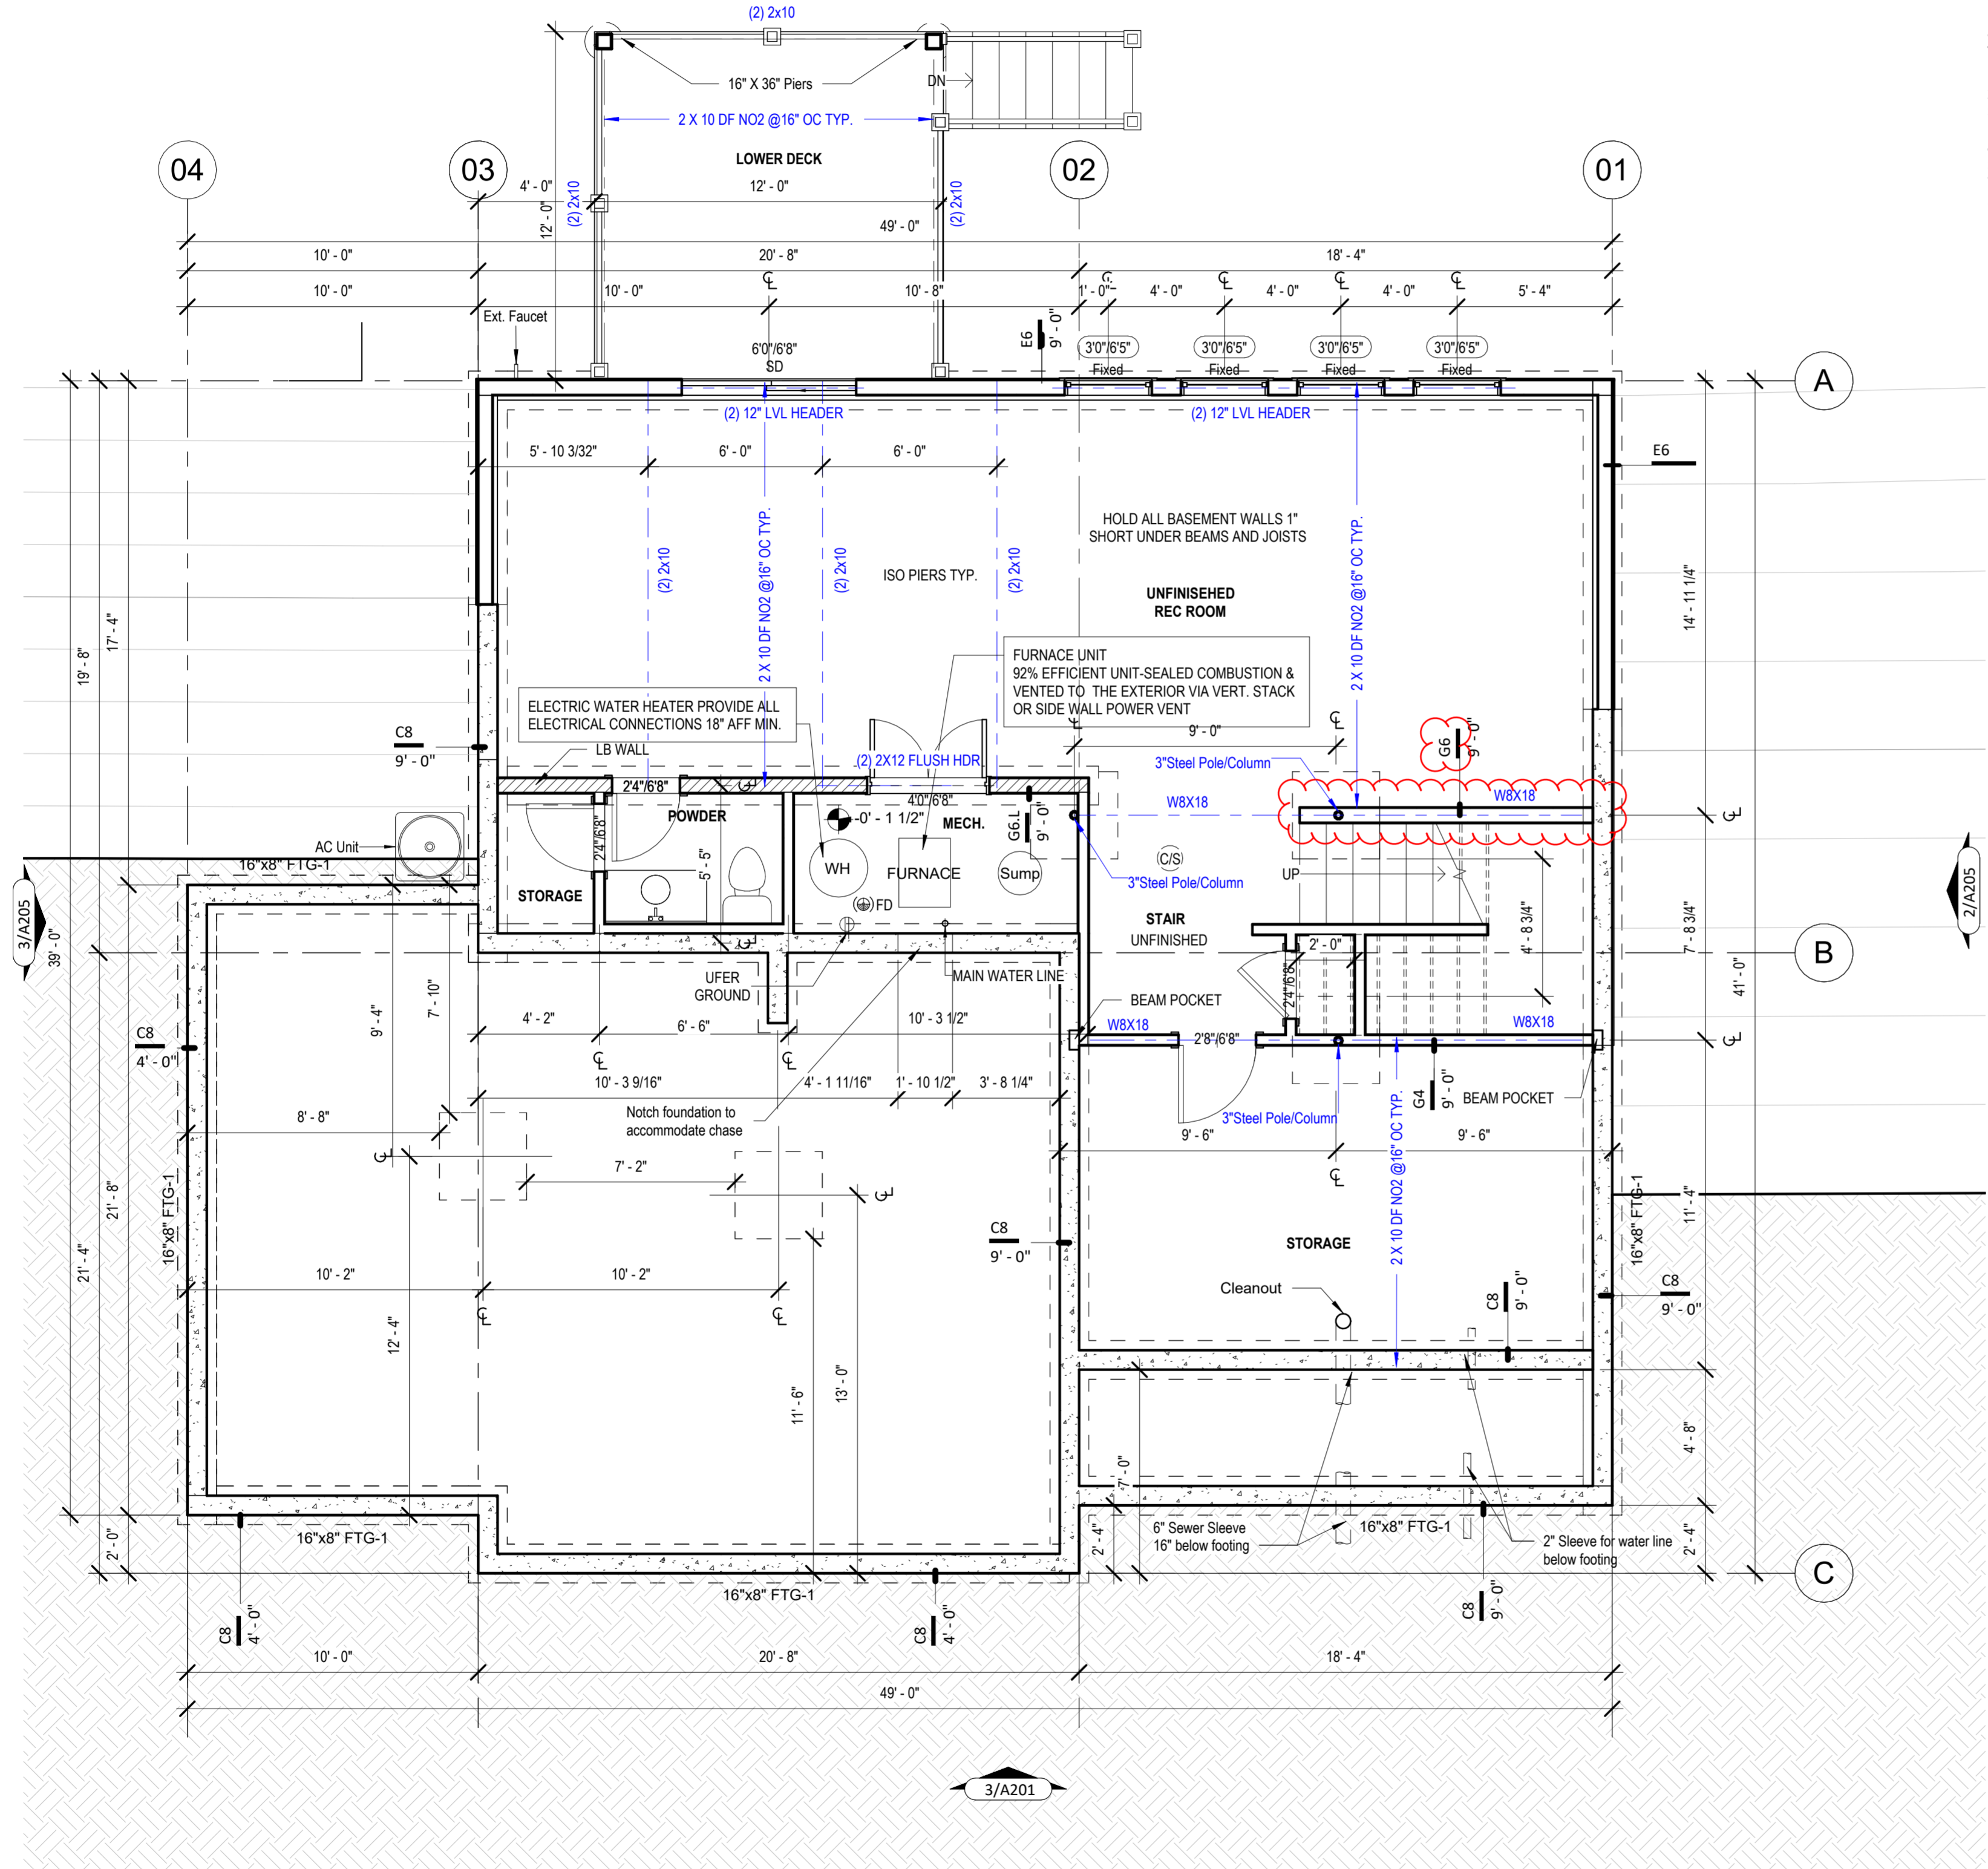 (2) 2x10
16" X 36" Piers
DN
2 X 10 DF NO2 @16" OC TYP.
LOWER DECK
04
03
02
01
4' - 0"
12' - 0"
12' - 0"
(2) 2x10
(2) 2x10
49' - 0"
10' - 0"
20' - 8"
18' - 4"
10' - 0"
10' - 0"
10' - 8"
1' - 0"
4' - 0"
4' - 0"
4' - 0"
5' - 4"
Ext. Faucet
6'0"/6'8"
SD
E6
9' - 0"
3'0"/6'5"
Fixed
3'0"/6'5"
Fixed
3'0"/6'5"
Fixed
3'0"/6'5"
Fixed
A
(2) 12" LVL HEADER
(2) 12" LVL HEADER
5' - 10 3/32"
6' - 0"
6' - 0"
E6
HOLD ALL BASEMENT WALLS 1"
SHORT UNDER BEAMS AND JOISTS
2 X 10 DF NO2 @16" OC TYP.
2 X 10 DF NO2 @16" OC TYP.
(2) 2x10
(2) 2x10
(2) 2x10
ISO PIERS TYP.
UNFINISEHED
REC ROOM
14' - 11 1/4"
19' - 8"
17' - 4"
FURNACE UNIT
92% EFFICIENT UNIT-SEALED COMBUSTION &
VENTED TO THE EXTERIOR VIA VERT. STACK
OR SIDE WALL POWER VENT
ELECTRIC WATER HEATER PROVIDE ALL
ELECTRICAL CONNECTIONS 18" AFF MIN.
C8
9' - 0"
LB WALL
(2) 2X12 FLUSH HDR
9' - 0"
G6
9' - 0"
3"Steel Pole/Column
2'4"/6'8"
4'0"/6'8"
W8X18
W8X18
POWDER
-0' - 1 1/2"
MECH.
G6.L
9' - 0"
2'4"/6'8"
AC Unit
5' - 5"
WH
FURNACE
Sump
C/S
3"Steel Pole/Column
UP
16"x8" FTG-1
STORAGE
FD
STAIR
UNFINISHED
3/A205
39' - 0"
2/A205
4' - 8 3/4"
7' - 8 3/4"
41' - 0"
B
2' - 0"
2'4"/6'8"
UFER
GROUND
MAIN WATER LINE
BEAM POCKET
9' - 4"
7' - 10"
C8
4' - 0"
4' - 2"
6' - 6"
10' - 3 1/2"
W8X18
W8X18
2'8"/6'8"
10' - 3 9/16"
4' - 1 11/16"
1' - 10 1/2"
3' - 8 1/4"
G4
9' - 0"
BEAM POCKET
8' - 8"
Notch foundation to
accommodate chase
3"Steel Pole/Column
9' - 6"
9' - 6"
7' - 2"
2 X 10 DF NO2 @16" OC TYP.
16"x8" FTG-1
21' - 8"
16"x8" FTG-1
11' - 4"
C8
9' - 0"
STORAGE
21' - 4"
10' - 2"
10' - 2"
Cleanout
C8
9' - 0"
C8
9' - 0"
12' - 4"
11' - 6"
13' - 0"
4' - 8"
7' - 0"
2' - 0"
16"x8" FTG-1
2' - 4"
6" Sewer Sleeve
16" below footing
16"x8" FTG-1
2" Sleeve for water line
below footing
2' - 4"
C
16"x8" FTG-1
C8
4' - 0"
C8
4' - 0"
C8
9' - 0"
10' - 0"
20' - 8"
18' - 4"
49' - 0"
3/A201